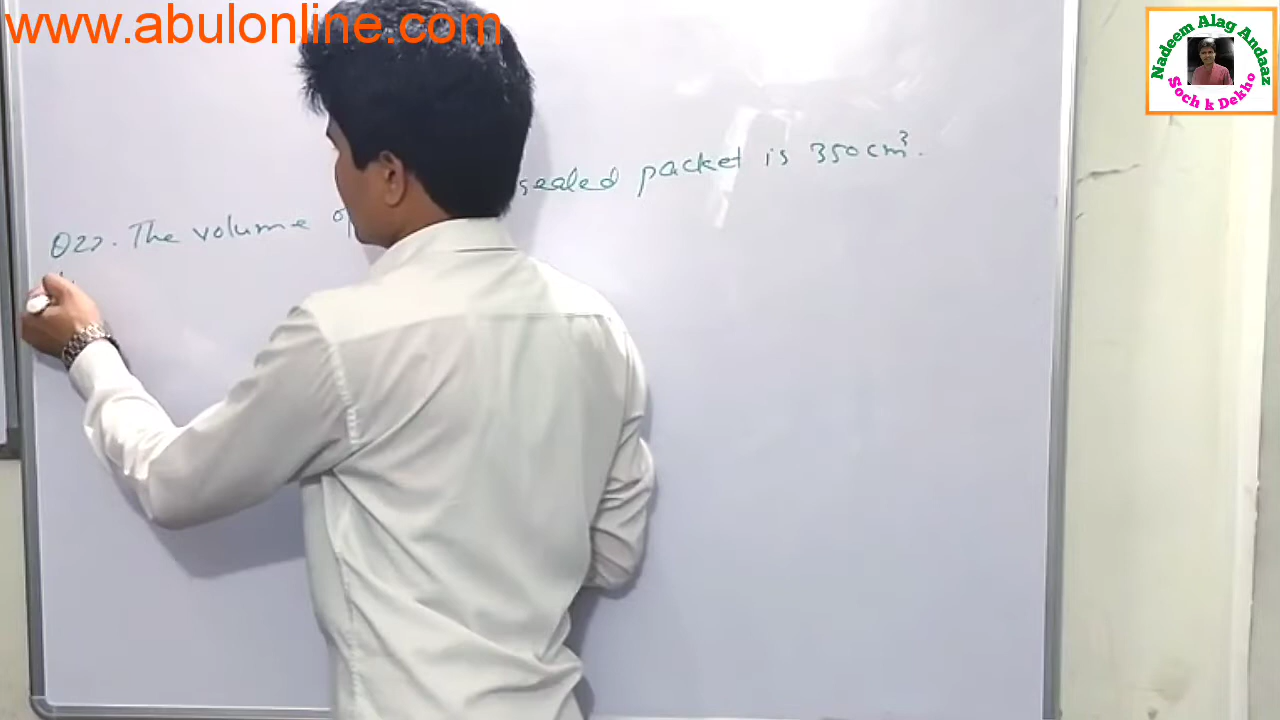 www.abulonline.com
Nadeem Alag Andaaz
Soch k Dekho
Q22. The volume of sealed packet is 350cm³.